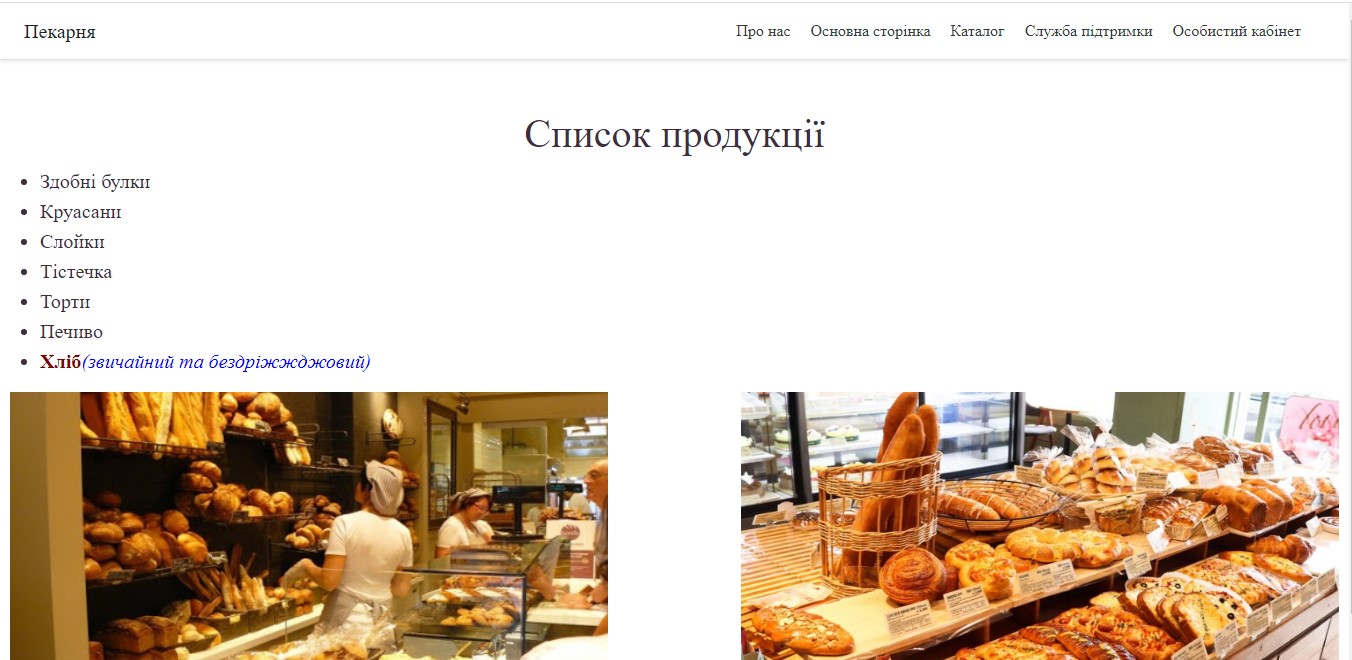 Пекарня
Про нас Основна сторінка Каталог Служба підтримки Особистий кабінет
Список продукції
Здобні булки
Круасани
Слойки
Тістечка
Торти
Печиво
Хліб(звичайний та бездріжжджовий)